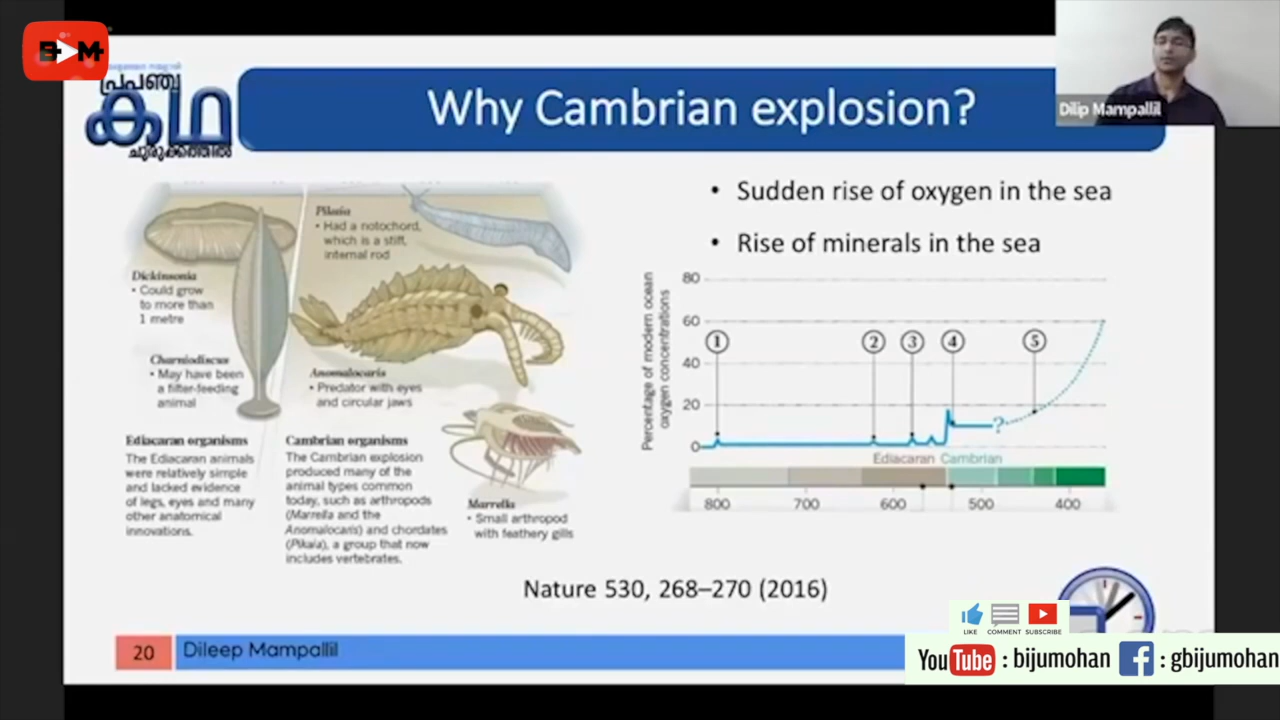 BM
പ്രപഞ്ച
കഥ
ചുരുക്കത്തിൽ
Why Cambrian explosion?
Dilip Mampallil
• Sudden rise of oxygen in the sea
• Rise of minerals in the sea
Dickinsonia
• Could grow
to more than
1 metre
Charniodiscus
• May have been
a filter-feeding
animal
Pikaia
• Had a notochord,
which is a stiff,
internal rod
Anomalocaris
• Predator with eyes
and circular jaws
Ediacaran organisms
The Ediacaran animals
were relatively simple
and lacked evidence
of legs, eyes and many
other anatomical
innovations.
Cambrian organisms
The Cambrian explosion
produced many of the
animal types common
today, such as arthropods
(Marrella and the
Anomalocaris) and chordates
(Pikaia), a group that now
includes vertebrates.
Marrella
• Small arthropod
with feathery gills
Percentage of modern ocean
oxygen concentrations
80
60
40
20
0
1 2 3 4 5
?
Ediacaran Cambrian
800 700 600 500 400
Nature 530, 268–270 (2016)
20
Dileep Mampallil
LIKE COMMENT SUBSCRIBE
YouTube : bijumohan f : gbijumohan